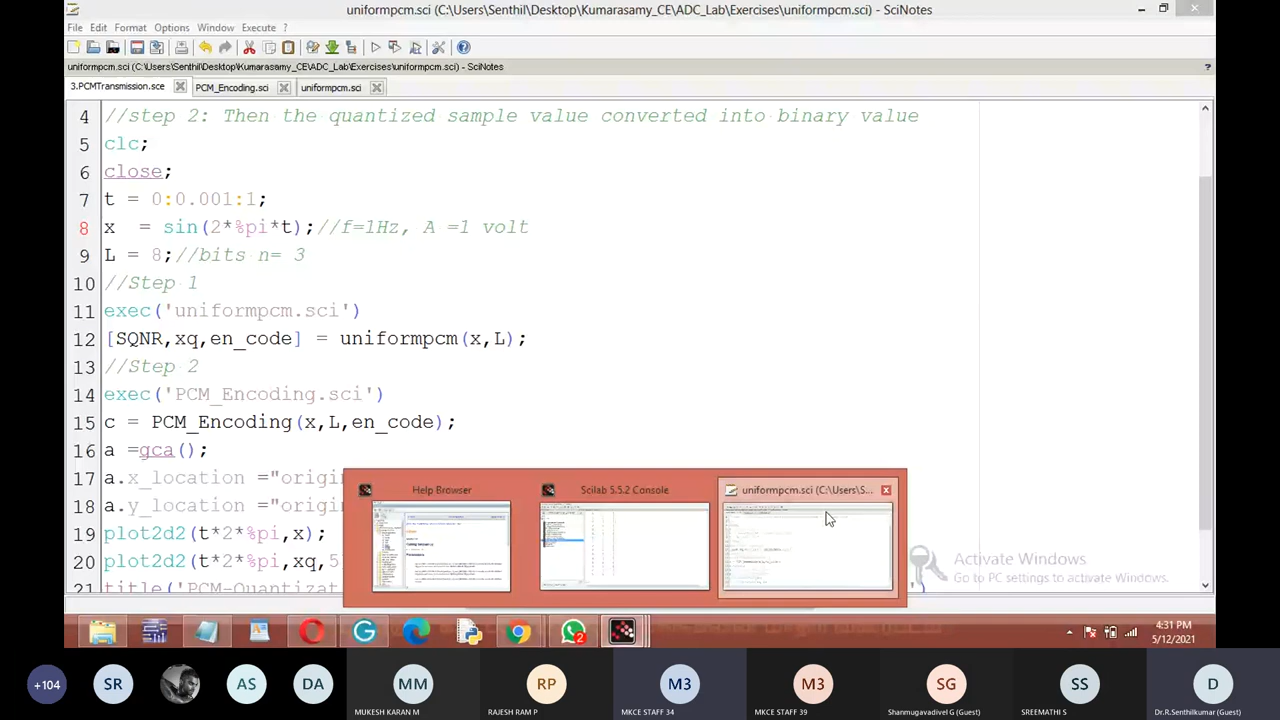 uniformpcm.sci (C:\Users\Senthil\Desktop\Kumarasamy_CE\ADC_Lab\Exercises\uniformpcm.sci) - SciNotes
File Edit Format Options Window Execute ?
uniformpcm.sci (C:\Users\Senthil\Desktop\Kumarasamy_CE\ADC_Lab\Exercises\uniformpcm.sci) - SciNotes
3.PCMTransmission.sce PCM_Encoding.sci uniformpcm.sci
4 //step 2: Then the quantized sample value converted into binary value
5 clc;
6 close;
7 t = 0:0.001:1;
8 x = sin(2*%pi*t);//f=1Hz, A =1 volt
9 L = 8;//bits n= 3
10 //Step 1
11 exec('uniformpcm.sci')
12 [SQNR,xq,en_code] = uniformpcm(x,L);
13 //Step 2
14 exec('PCM_Encoding.sci')
15 c = PCM_Encoding(x,L,en_code);
16 a =gca();
17 a.x_location ="origin
18 a.y_location ="origin
19 plot2d2(t*2*%pi,x);
20 plot2d2(t*2*%pi,xq,5
21 title('PCM-Quantizat
Help Browser
Scilab 5.5.2 Console
uniformpcm.sci (C:\Users\S...
Activate Windows
Go to PC settings to activate Windows.
2
4:31 PM
5/12/2021
+104 SR AS DA MM RP M3 M3 SG SS D
MUKESH KARAN M RAJESH RAM P MKCE STAFF 34 MKCE STAFF 39 Shanmugavadivel G (Guest) SREEMATHI S Dr.R.Senthilkumar (Guest)